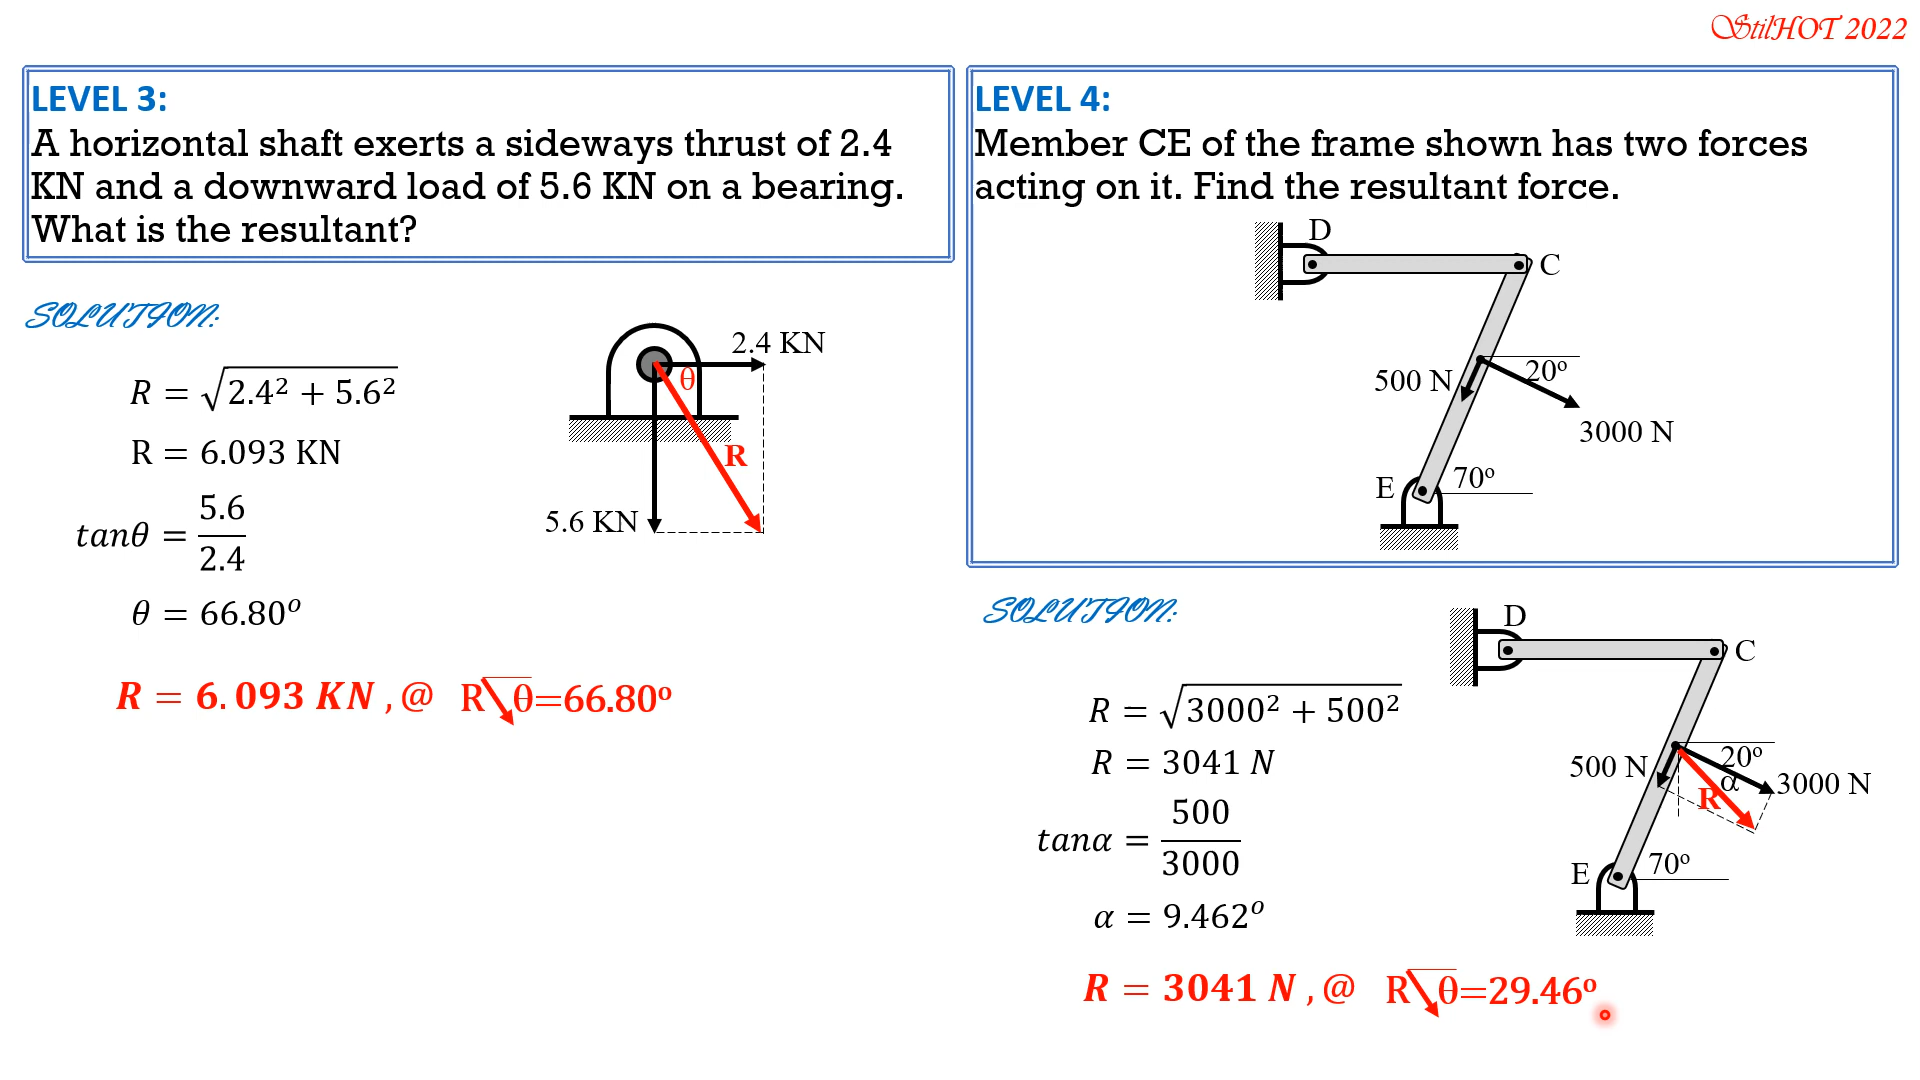 StilHOT 2022
LEVEL 3:
A horizontal shaft exerts a sideways thrust of 2.4
KN and a downward load of 5.6 KN on a bearing.
What is the resultant?
SOLUTION:
R = √(2.4² + 5.6²)
R = 6.093 KN
tanθ = 5.6/2.4
θ = 66.80°
R = 6.093 KN ,@ R θ=66.80°
2.4 KN
θ
R
5.6 KN
LEVEL 4:
Member CE of the frame shown has two forces
acting on it. Find the resultant force.
D
C
500 N
20°
3000 N
E
70°
SOLUTION:
R = √(3000² + 500²)
R = 3041 N
tanα = 500/3000
α = 9.462°
R = 3041 N ,@ R θ=29.46°
D
C
500 N
20°
α
R
3000 N
E
70°